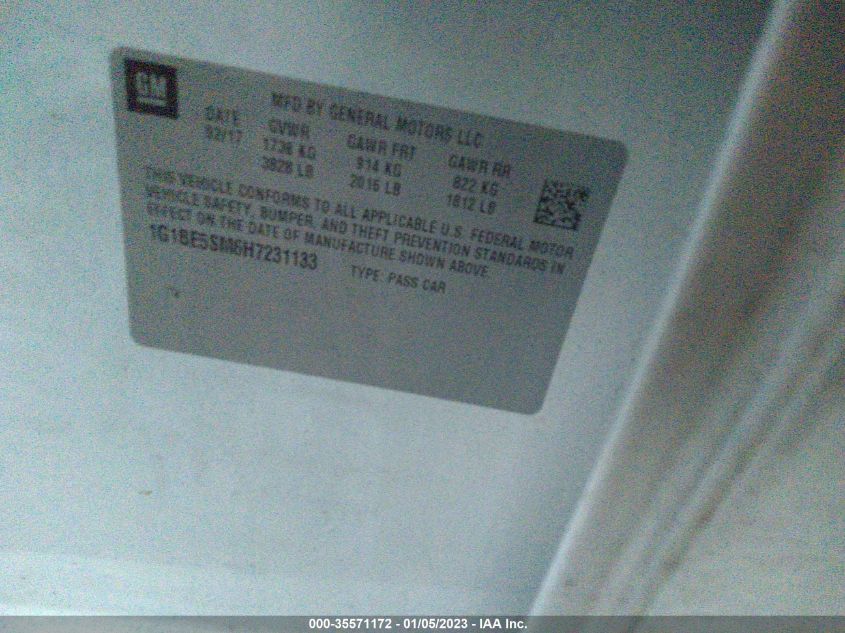 GM
MFD BY GENERAL MOTORS LLC
DATE GVWR GAWR FRT GAWR RR
02/17 1736 KG 914 KG 822 KG
3828 LB 2016 LB 1812 LB
THIS VEHICLE CONFORMS TO ALL APPLICABLE U.S. FEDERAL MOTOR
VEHICLE SAFETY, BUMPER, AND THEFT PREVENTION STANDARDS IN
EFFECT ON THE DATE OF MANUFACTURE SHOWN ABOVE
1G1BE5SM6H7231133 TYPE: PASS CAR
000-35571172 - 01/05/2023 - IAA Inc.